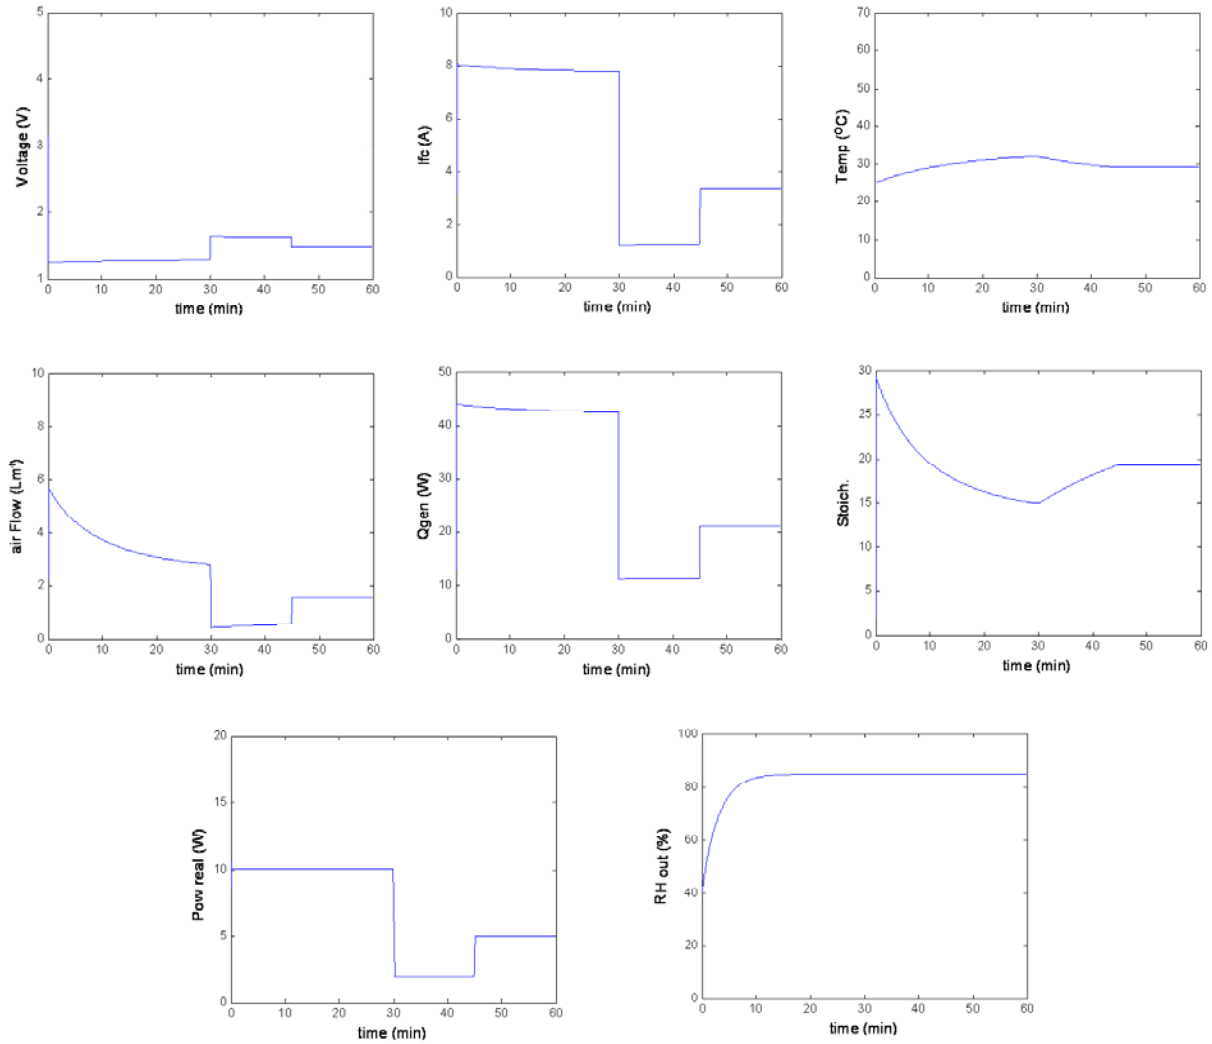 5
4
3
2
1
Voltage (V)
0 10 20 30 40 50 60
time (min)
10
8
6
4
2
0
Ifc (A)
0 10 20 30 40 50 60
time (min)
70
60
50
40
30
20
10
0
Temp (°C)
0 10 20 30 40 50 60
time (min)
10
8
6
4
2
0
air Flow (Lm¹)
0 10 20 30 40 50 60
time (min)
50
40
30
20
10
0
Qgen (W)
0 10 20 30 40 50 60
time (min)
30
25
20
15
10
5
0
Stoich.
0 10 20 30 40 50 60
time (min)
20
15
10
5
0
Pow real (W)
0 10 20 30 40 50 60
time (min)
100
80
60
40
20
0
RH out (%)
0 10 20 30 40 50 60
time (min)